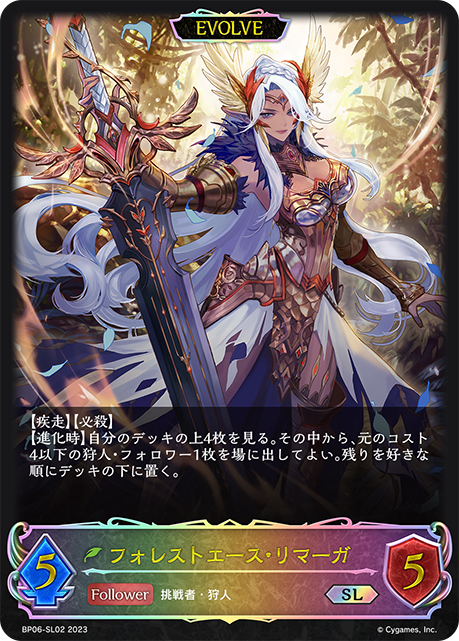 EVOLVE
【疾走】【必殺】
【進化時】自分のデッキの上4枚を見る。その中から、元のコスト
4以下の狩人・フォロワー1枚を場に出してよい。残りを好きな
順にデッキの下に置く。
フォレストエース・リマーガ
5
5
Follower 挑戦者・狩人
SL
BP06-SL02 2023
© Cygames, Inc.